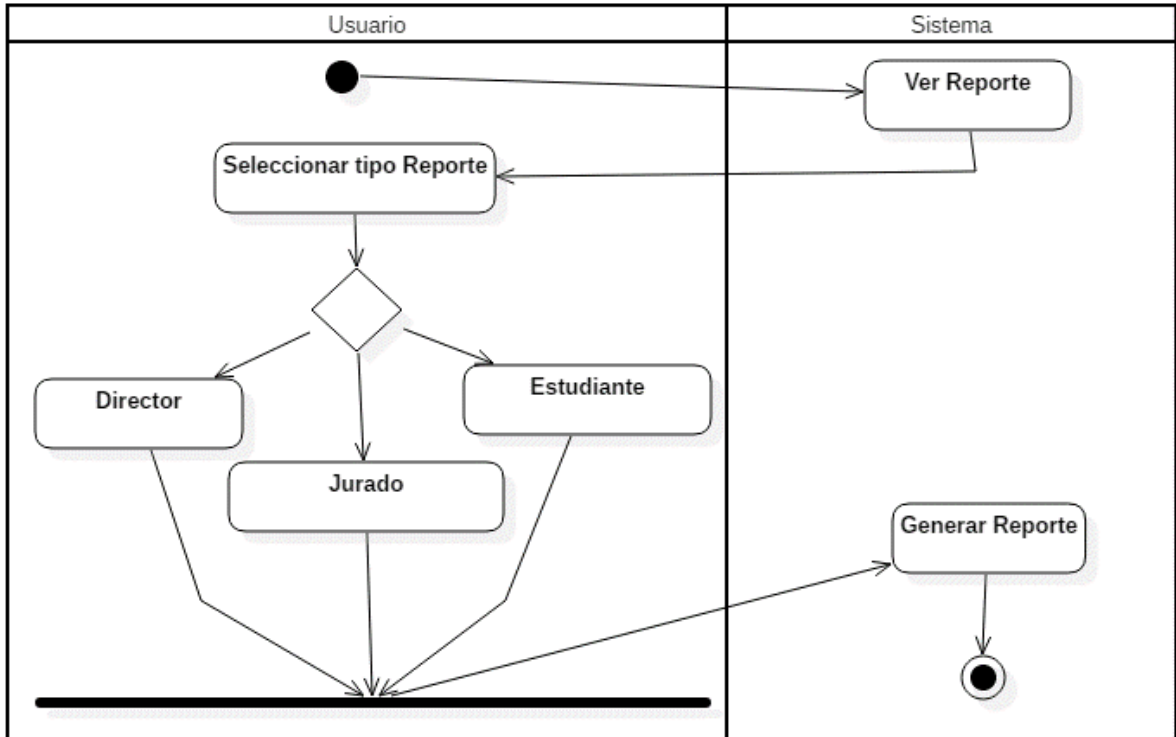 Usuario
Sistema
Ver Reporte
Seleccionar tipo Reporte
Director
Estudiante
Jurado
Generar Reporte